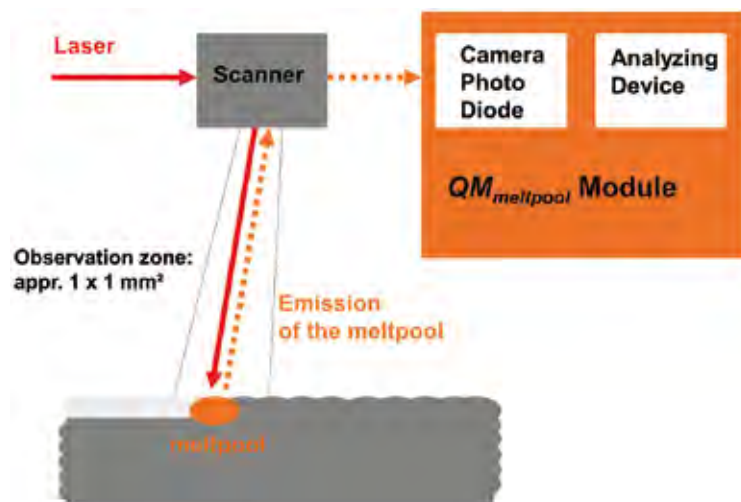 Laser
Scanner
Camera
Photo
Diode
Analyzing
Device
QMmeltpool Module
Observation zone:
appr. 1 x 1 mm²
Emission
of the meltpool
meltpool